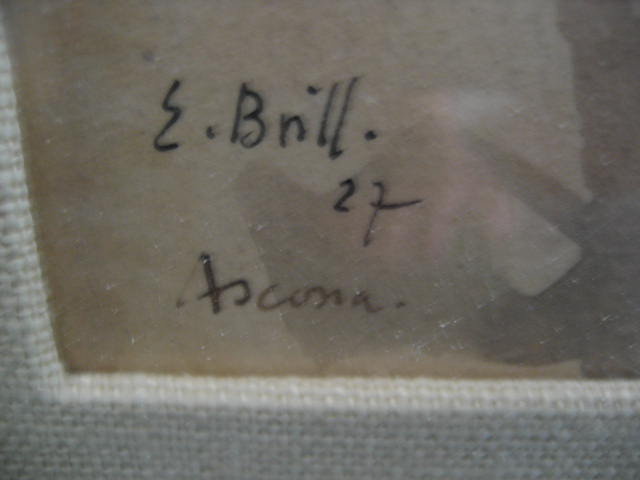 E. Brill.
27
Ascona.